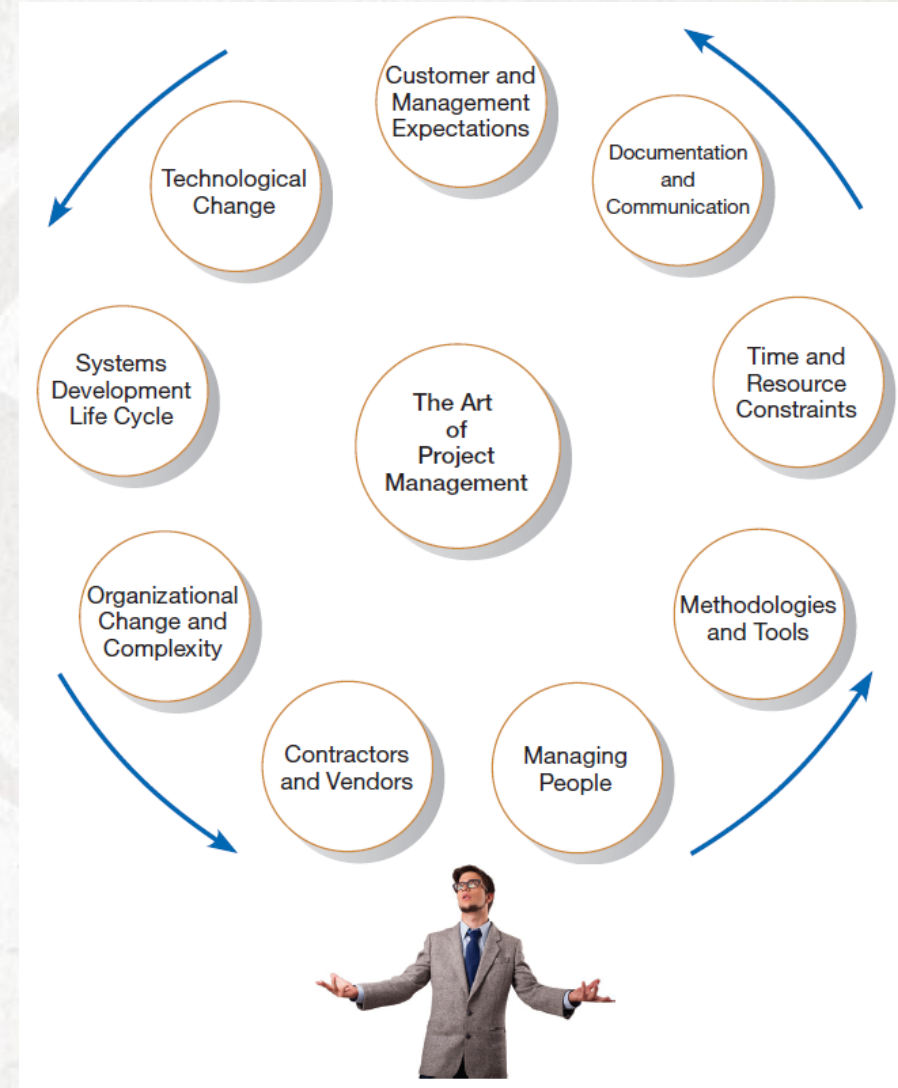 Customer and
Management
Expectations
Documentation
and
Communication
Technological
Change
Systems
Development
Life Cycle
The Art
of
Project
Management
Time and
Resource
Constraints
Organizational
Change and
Complexity
Methodologies
and Tools
Contractors
and Vendors
Managing
People